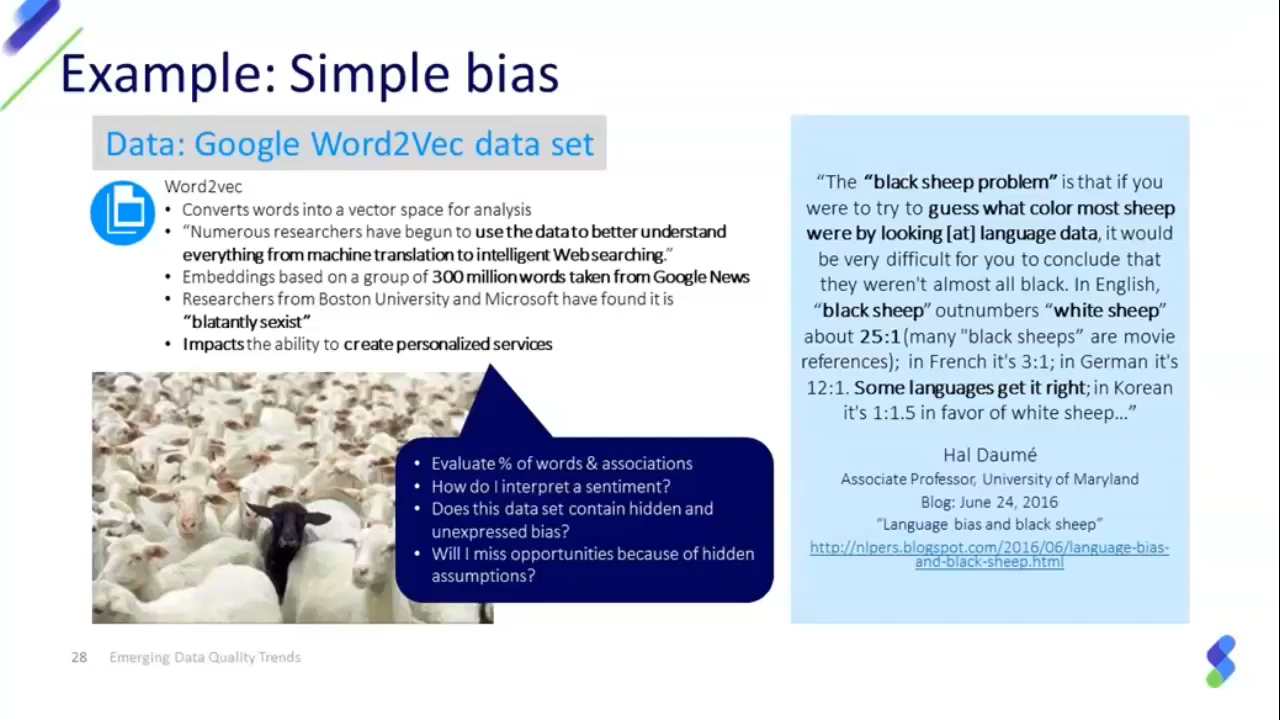 Example: Simple bias
Data: Google Word2Vec data set
Word2vec
• Converts words into a vector space for analysis
• “Numerous researchers have begun to use the data to better understand
everything from machine translation to intelligent Web searching.”
• Embeddings based on a group of 300 million words taken from Google News
• Researchers from Boston University and Microsoft have found it is
“blatantly sexist”
• Impacts the ability to create personalized services
• Evaluate % of words & associations
• How do I interpret a sentiment?
• Does this data set contain hidden and
unexpressed bias?
• Will I miss opportunities because of hidden
assumptions?
“The “black sheep problem” is that if you
were to try to guess what color most sheep
were by looking [at] language data, it would
be very difficult for you to conclude that
they weren't almost all black. In English,
“black sheep” outnumbers “white sheep”
about 25:1 (many "black sheeps” are movie
references); in French it's 3:1; in German it's
12:1. Some languages get it right; in Korean
it's 1:1.5 in favor of white sheep…”
Hal Daumé
Associate Professor, University of Maryland
Blog: June 24, 2016
“Language bias and black sheep”
http://nlpers.blogspot.com/2016/06/language-bias-
and-black-sheep.html
28 Emerging Data Quality Trends